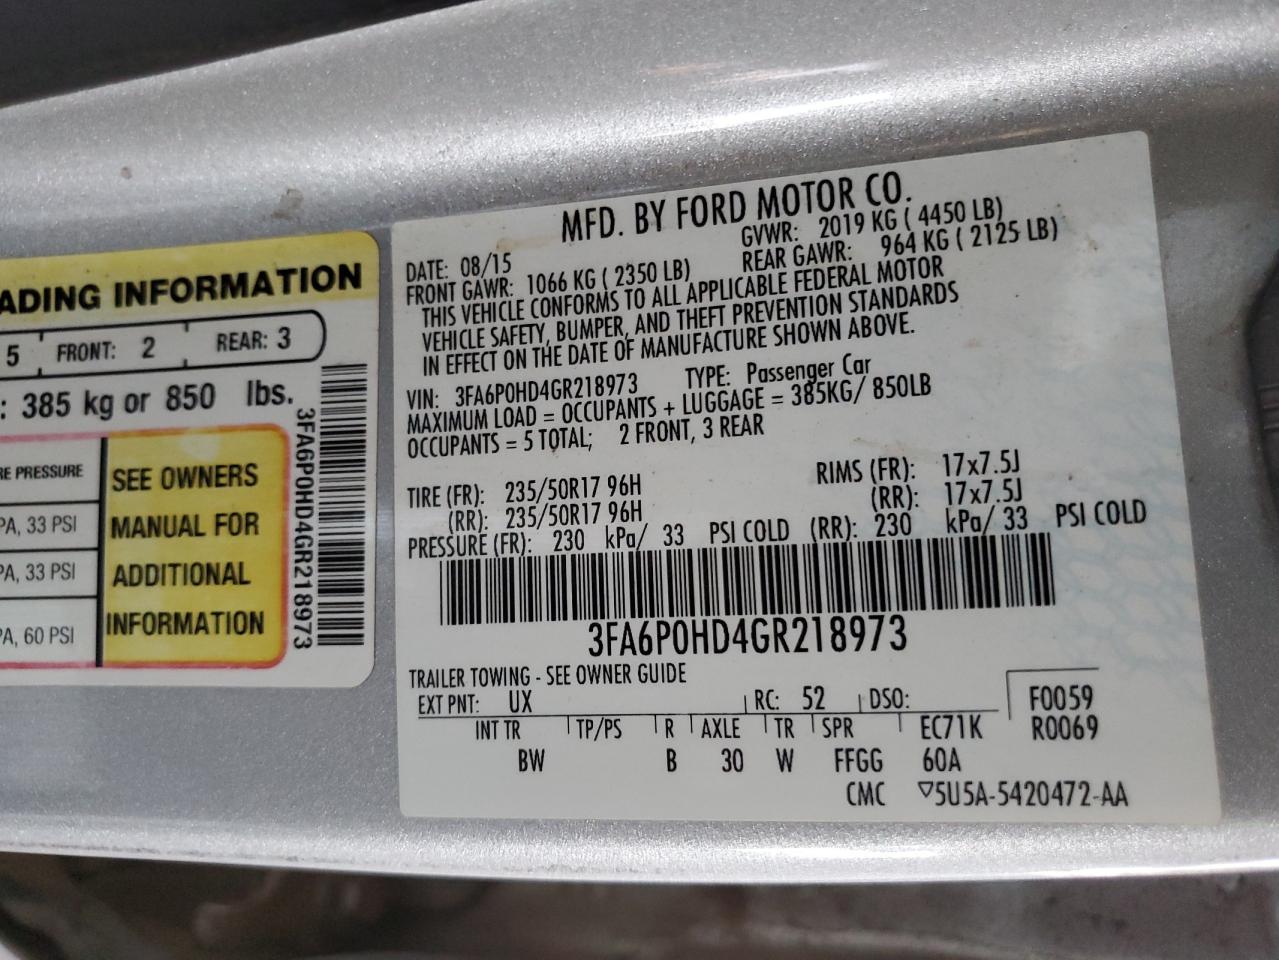 ADING INFORMATION
5 FRONT: 2 REAR: 3
: 385 kg or 850 lbs.
RE PRESSURE
PA, 33 PSI
PA, 33 PSI
PA, 60 PSI
SEE OWNERS
MANUAL FOR
ADDITIONAL
INFORMATION
3FA6P0HD4GR218973
MFD. BY FORD MOTOR CO.
DATE: 08/15 GVWR: 2019 KG ( 4450 LB)
FRONT GAWR: 1066 KG ( 2350 LB) REAR GAWR: 964 KG ( 2125 LB)
THIS VEHICLE CONFORMS TO ALL APPLICABLE FEDERAL MOTOR
VEHICLE SAFETY, BUMPER, AND THEFT PREVENTION STANDARDS
IN EFFECT ON THE DATE OF MANUFACTURE SHOWN ABOVE.
VIN: 3FA6P0HD4GR218973 TYPE: Passenger Car
MAXIMUM LOAD = OCCUPANTS + LUGGAGE = 385KG/ 850LB
OCCUPANTS = 5 TOTAL; 2 FRONT, 3 REAR
TIRE (FR): 235/50R17 96H RIMS (FR): 17x7.5J
(RR): 235/50R17 96H (RR): 17x7.5J
PRESSURE (FR): 230 kPa/ 33 PSI COLD (RR): 230 kPa/ 33 PSI COLD
3FA6P0HD4GR218973
TRAILER TOWING - SEE OWNER GUIDE
EXT PNT: UX RC: 52 DSO: F0059
INT TR TP/PS R AXLE TR SPR EC71K R0069
BW B 30 W FFGG 60A
CMC ▽5U5A-5420472-AA